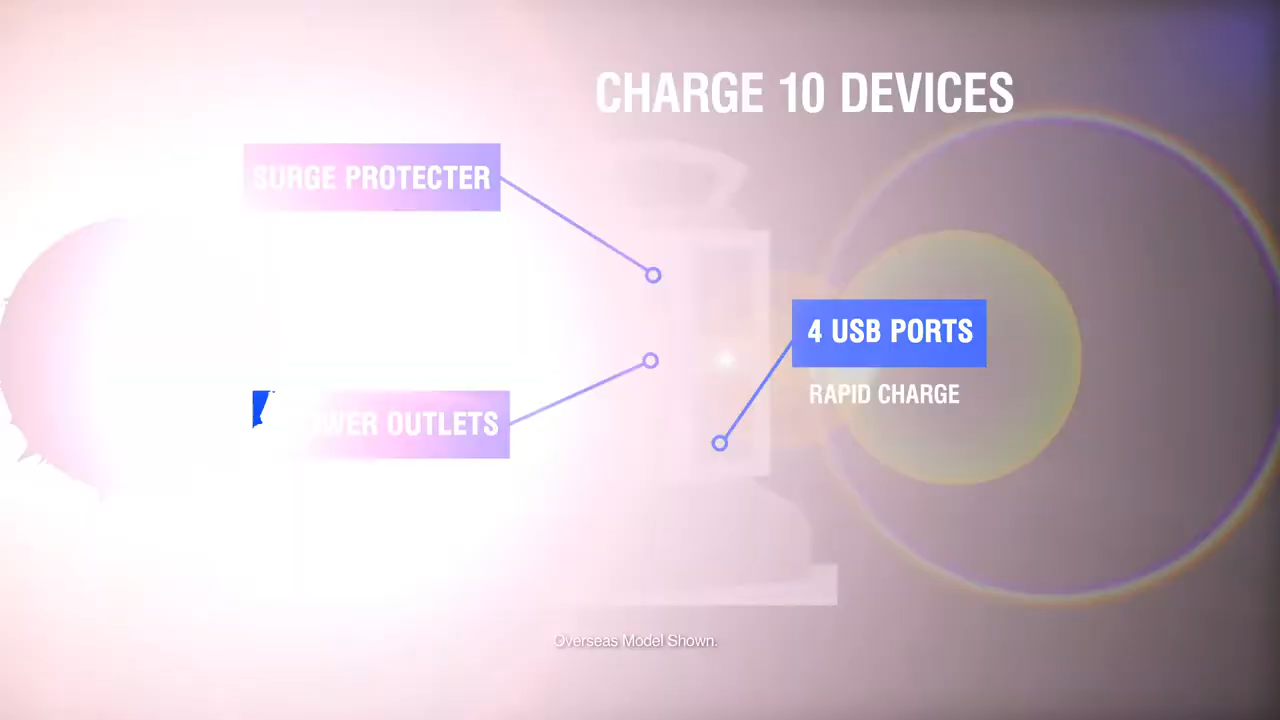 CHARGE 10 DEVICES
SURGE PROTECTER
4 USB PORTS
RAPID CHARGE
OUTLETS
Overseas Model Shown.